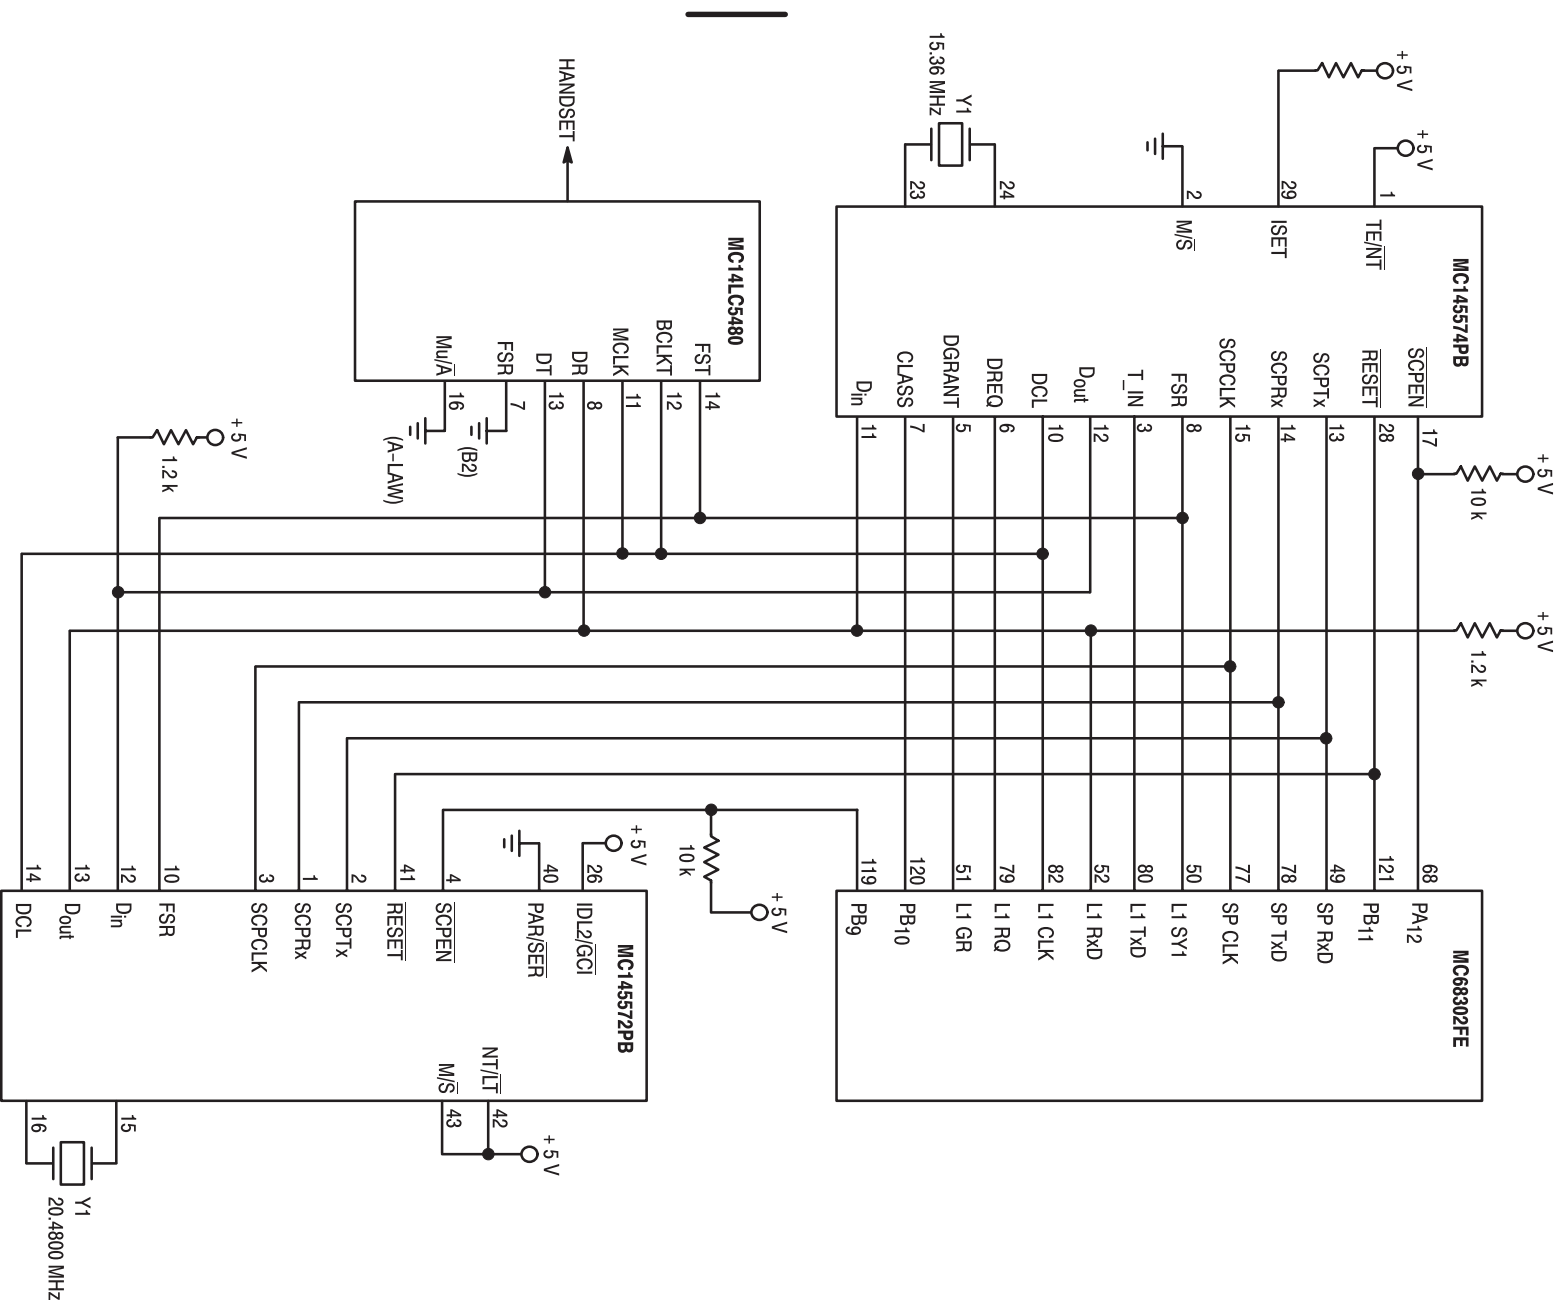 HANDSET
15.36 MHz
Y1
+ 5 V
+ 5 V
23
24
2
29
1
MC14LC5480
Mu/A
FSR
DT
DR
MCLK
BCLKT
FST
16
7
13
8
11
12
14
(A–LAW)
(B2)
MC145574PB
M/S
ISET
TE/NT
Din
CLASS
DGRANT
DREQ
DCL
Dout
T_IN
FSR
SCPCLK
SCPRx
SCPTx
RESET
SCPEN
11
7
5
6
10
12
3
8
15
14
13
28
17
+ 5 V
1.2 k
+ 5 V
10 k
+ 5 V
1.2 k
10 k
+ 5 V
+ 5 V
14
13
12
10
3
1
2
41
4
40
26
DCL
Dout
Din
FSR
SCPCLK
SCPRx
SCPTx
RESET
SCPEN
PAR/SER
IDL2/GCI
MC145572PB
M/S
NT/LT
43
42
+ 5 V
16
15
Y1
20.4800 MHz
119
120
51
79
82
52
80
50
77
78
49
121
68
PB9
PB10
L1 GR
L1 RQ
L1 CLK
L1 RxD
L1 TxD
L1 SY1
SP CLK
SP TxD
SP RxD
PB11
PA12
MC68302FE